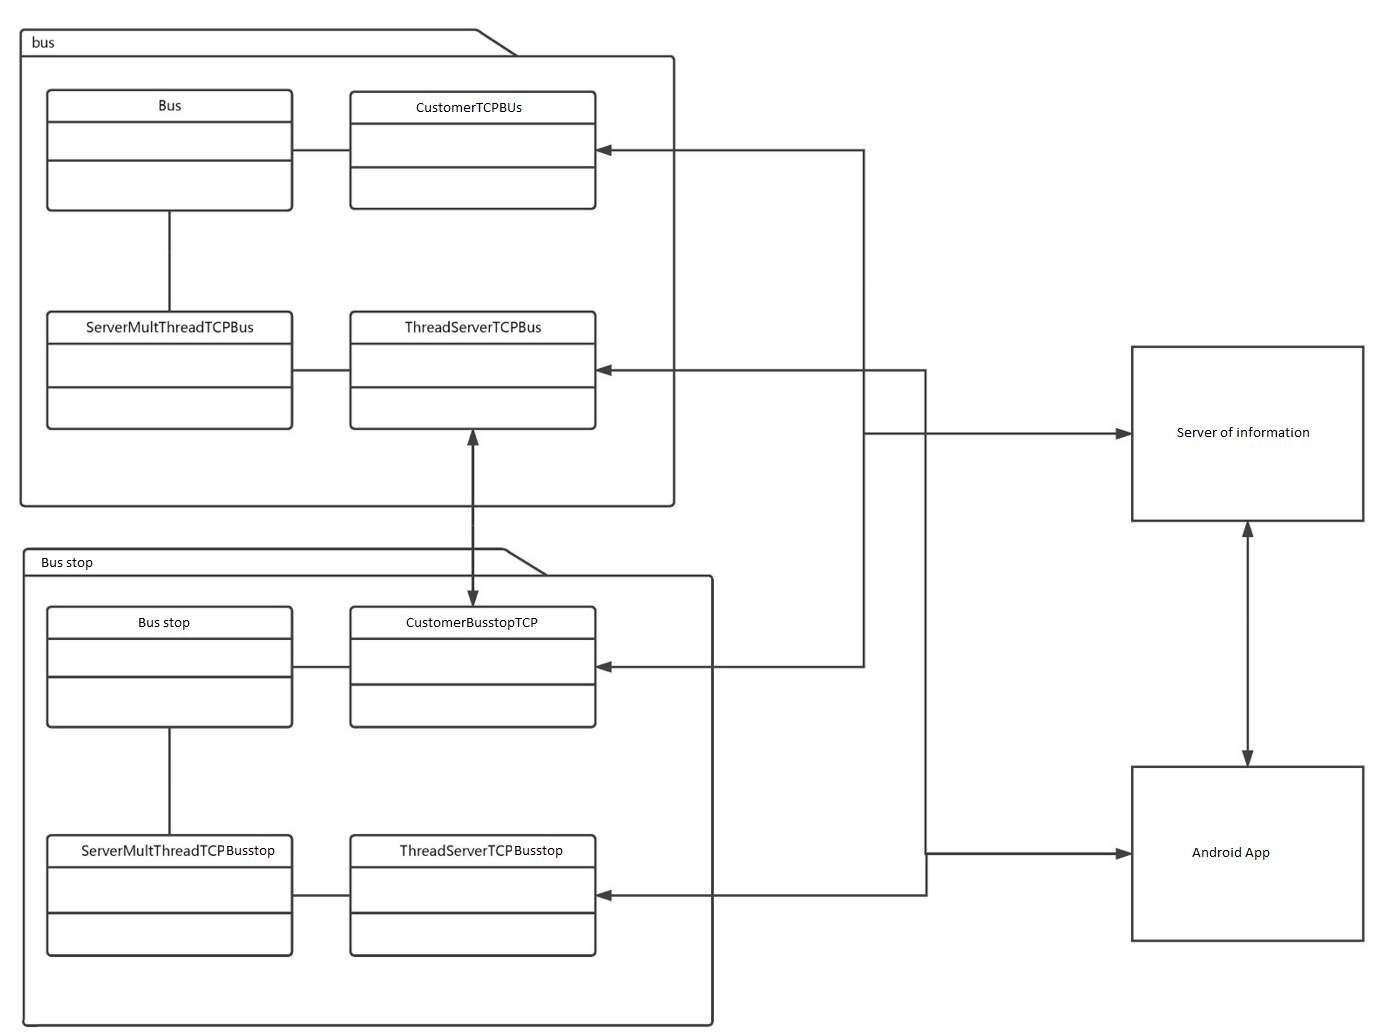 bus
Bus
CustomerTCPBUs
ServerMultThreadTCPBus
ThreadServerTCPBus
Server of information
Bus stop
Bus stop
CustomerBusstopTCP
ServerMultThreadTCPBusstop
ThreadServerTCPBusstop
Android App